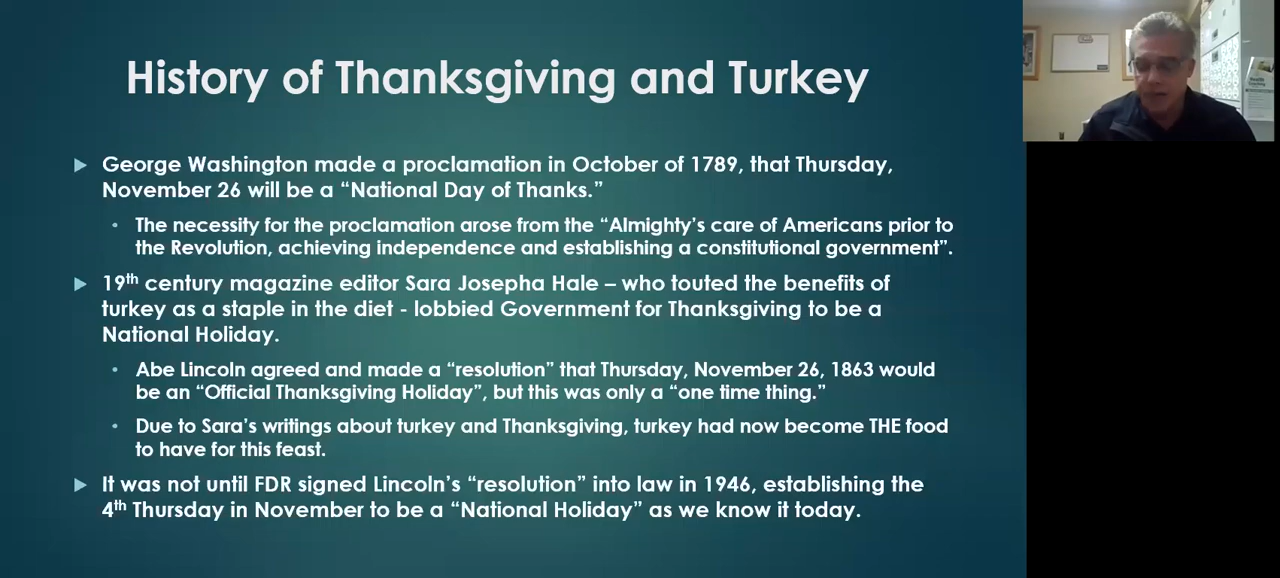 History of Thanksgiving and Turkey
George Washington made a proclamation in October of 1789, that Thursday,
November 26 will be a “National Day of Thanks.”
The necessity for the proclamation arose from the “Almighty’s care of Americans prior to
the Revolution, achieving independence and establishing a constitutional government”.
19th century magazine editor Sara Josepha Hale – who touted the benefits of
turkey as a staple in the diet - lobbied Government for Thanksgiving to be a
National Holiday.
Abe Lincoln agreed and made a “resolution” that Thursday, November 26, 1863 would
be an “Official Thanksgiving Holiday”, but this was only a “one time thing.”
Due to Sara’s writings about turkey and Thanksgiving, turkey had now become THE food
to have for this feast.
It was not until FDR signed Lincoln’s “resolution” into law in 1946, establishing the
4th Thursday in November to be a “National Holiday” as we know it today.